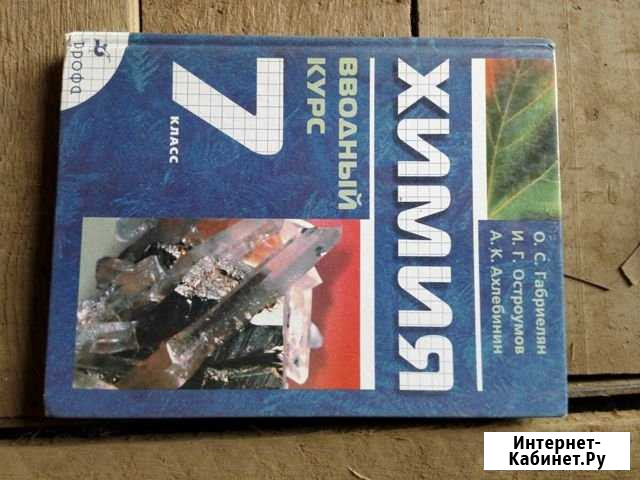 О. С. Габриелян
И. Г. Остроумов
А. К. Ахлебинин
ХИМИЯ
ВВОДНЫЙ
КУРС
7
КЛАСС
дрофа
Интернет-
Кабинет.Ру